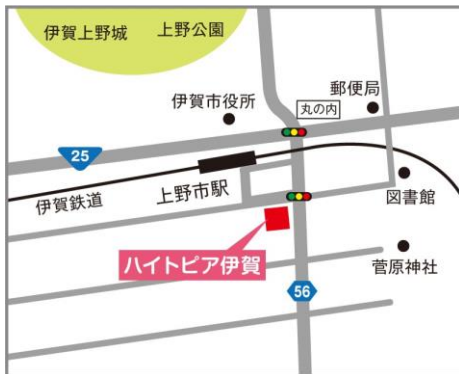 伊賀上野城
上野公園
伊賀市役所
丸の内
郵便局
25
上野市駅
伊賀鉄道
図書館
ハイトピア伊賀
菅原神社
56